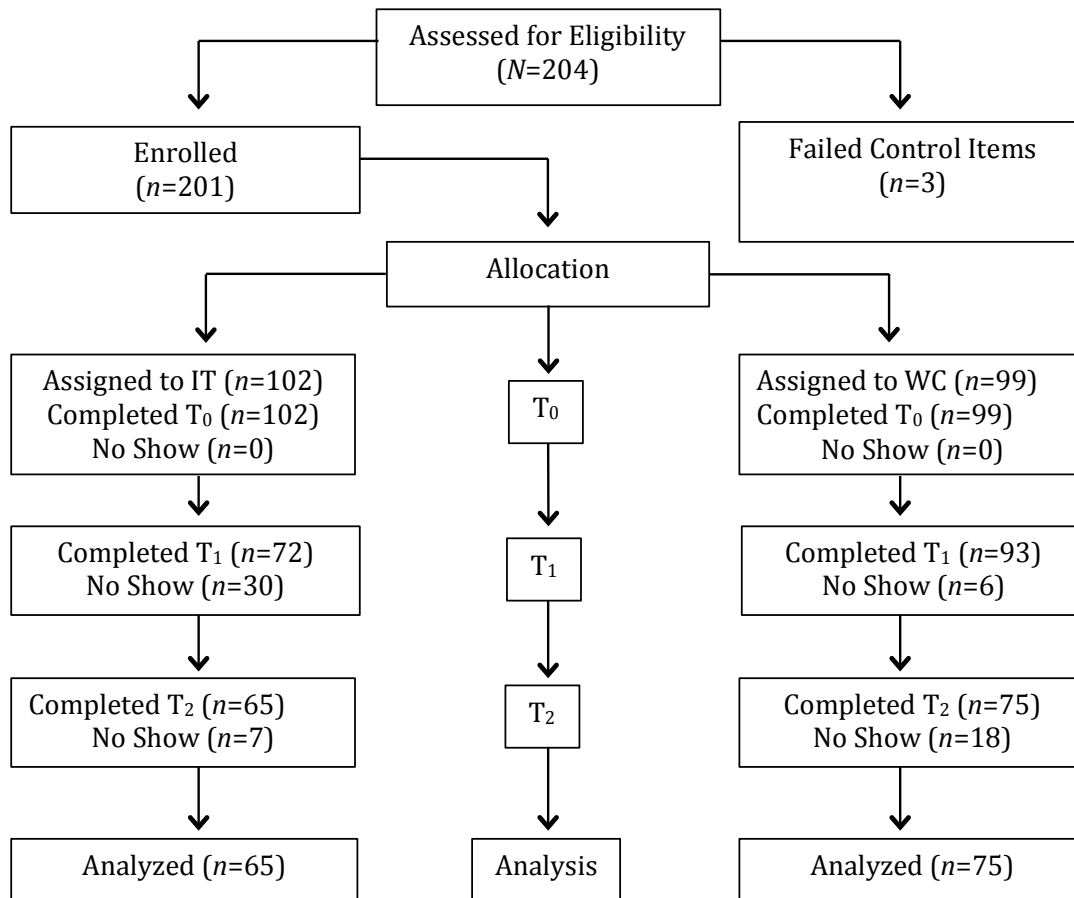 Assessed for Eligibility
(N=204)
Enrolled
(n=201)
Failed Control Items
(n=3)
Allocation
Assigned to IT (n=102)
Completed T₀ (n=102)
No Show (n=0)
T₀
Assigned to WC (n=99)
Completed T₀ (n=99)
No Show (n=0)
Completed T₁ (n=72)
No Show (n=30)
T₁
Completed T₁ (n=93)
No Show (n=6)
Completed T₂ (n=65)
No Show (n=7)
T₂
Completed T₂ (n=75)
No Show (n=18)
Analyzed (n=65)
Analysis
Analyzed (n=75)